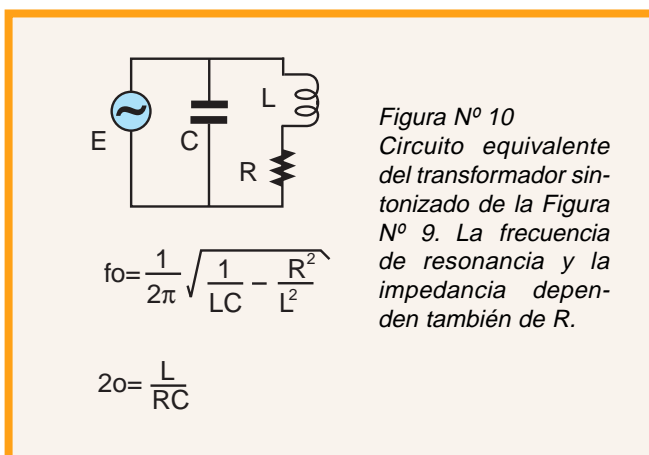 E
C
L
R
fo= 1/2π √(1/LC − R²/L²)
2o= L/RC
Figura Nº 10
Circuito equivalente
del transformador sin-
tonizado de la Figura
Nº 9. La frecuencia
de resonancia y la
impedancia depen-
den también de R.